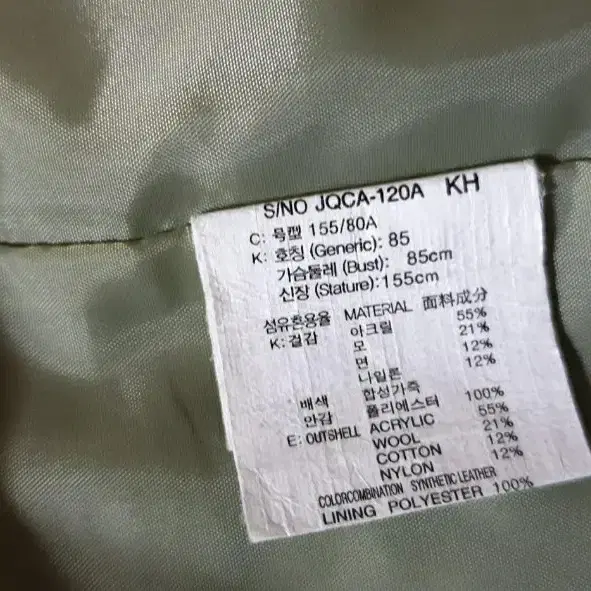 S/NO JQCA-120A KH
C: 号型 155/80A
K: 호칭 (Generic): 85
가슴둘레 (Bust): 85cm
신장 (Stature): 155cm
섬유혼용율 MATERIAL 面料成分
K: 겉감 아크릴 55%
모 21%
면 12%
나일론 12%
배색 합성가죽
안감 폴리에스터 100%
E: OUTSHELL ACRYLIC 55%
WOOL 21%
COTTON 12%
NYLON 12%
COLORCOMBINATION SYNTHETIC LEATHER
LINING POLYESTER 100%